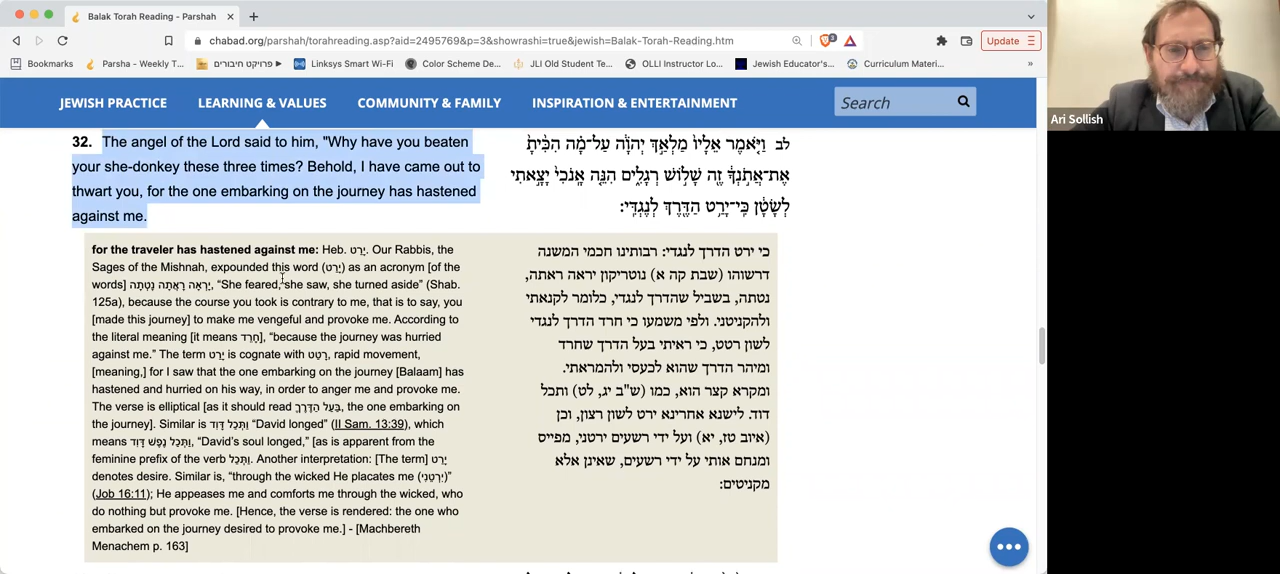 Balak Torah Reading - Parshah
chabad.org/parshah/torahreading.asp?aid=2495769&p=3&showrashi=true&jewish=Balak-Torah-Reading.htm
3
Update
Bookmarks Parsha - Weekly T... פרויקט חיבורים Linksys Smart Wi-Fi Color Scheme De... JLI Old Student Te... OLLI Instructor Lo... Jewish Educator's... Curriculum Materi... »
JEWISH PRACTICE LEARNING & VALUES COMMUNITY & FAMILY INSPIRATION & ENTERTAINMENT Search
Ari Sollish
32. The angel of the Lord said to him, "Why have you beaten
your she-donkey these three times? Behold, I have came out to
thwart you, for the one embarking on the journey has hastened
against me.
לב וַיֹּ֤אמֶר אֵלָיו֙ מַלְאַ֣ךְ יְהֹוָ֔ה עַל־מָ֗ה הִכִּ֨יתָ֙
אֶת־אֲתֹ֣נְךָ֔ זֶ֖ה שָׁל֣וֹשׁ רְגָלִ֑ים הִנֵּ֤ה אָֽנֹכִי֙ יָצָ֣אתִי
לְשָׂטָ֔ן כִּֽי־יָרַ֥ט הַדֶּ֖רֶךְ לְנֶגְדִּֽי:
for the traveler has hastened against me: Heb. יָרַט. Our Rabbis, the
Sages of the Mishnah, expounded this word (יָרַט) as an acronym [of the
words] יָרְאָה רָאֲתָה נָטְתָה, “She feared, she saw, she turned aside” (Shab.
125a), because the course you took is contrary to me, that is to say, you
[made this journey] to make me vengeful and provoke me. According to
the literal meaning [it means חָרַד], “because the journey was hurried
against me.” The term יָרַט is cognate with רָטַט, rapid movement,
[meaning,] for I saw that the one embarking on the journey [Balaam] has
hastened and hurried on his way, in order to anger me and provoke me.
The verse is elliptical [as it should read בַּעַל הַדֶּרֶךְ, the one embarking on
the journey]. Similar is וַתְּכַל דָּוִד “David longed” (II Sam. 13:39), which
means וַתְּכַל נֶפֶשׁ דָּוִד, “David’s soul longed,” [as is apparent from the
feminine prefix of the verb וַתְּכַל. Another interpretation: [The term] יָרַט
denotes desire. Similar is, “through the wicked He placates me (יִרְטֵנִי)”
(Job 16:11); He appeases me and comforts me through the wicked, who
do nothing but provoke me. [Hence, the verse is rendered: the one who
embarked on the journey desired to provoke me.] - [Machbereth
Menachem p. 163]
כי ירט הדרך לנגדי: רבותינו חכמי המשנה
דרשוהו (שבת קה א) נוטריקון יראה ראתה,
נטתה, בשביל שהדרך לנגדי, כלומר לקנאתי
ולהקניטני. ולפי משמעו כי חרד הדרך לנגדי
לשון רטט, כי ראיתי בעל הדרך שחרד
ומיהר הדרך שהוא לכעסי ולהמראתי.
ומקרא קצר הוא, כמו (ש"ב יג, לט) ותכל
דוד. לישנא אחרינא ירט לשון רצון, וכן
(איוב טז, יא) ועל ידי רשעים ירטני, מפייס
ומנחם אותי על ידי רשעים, שאינן אלא
מקניטים: